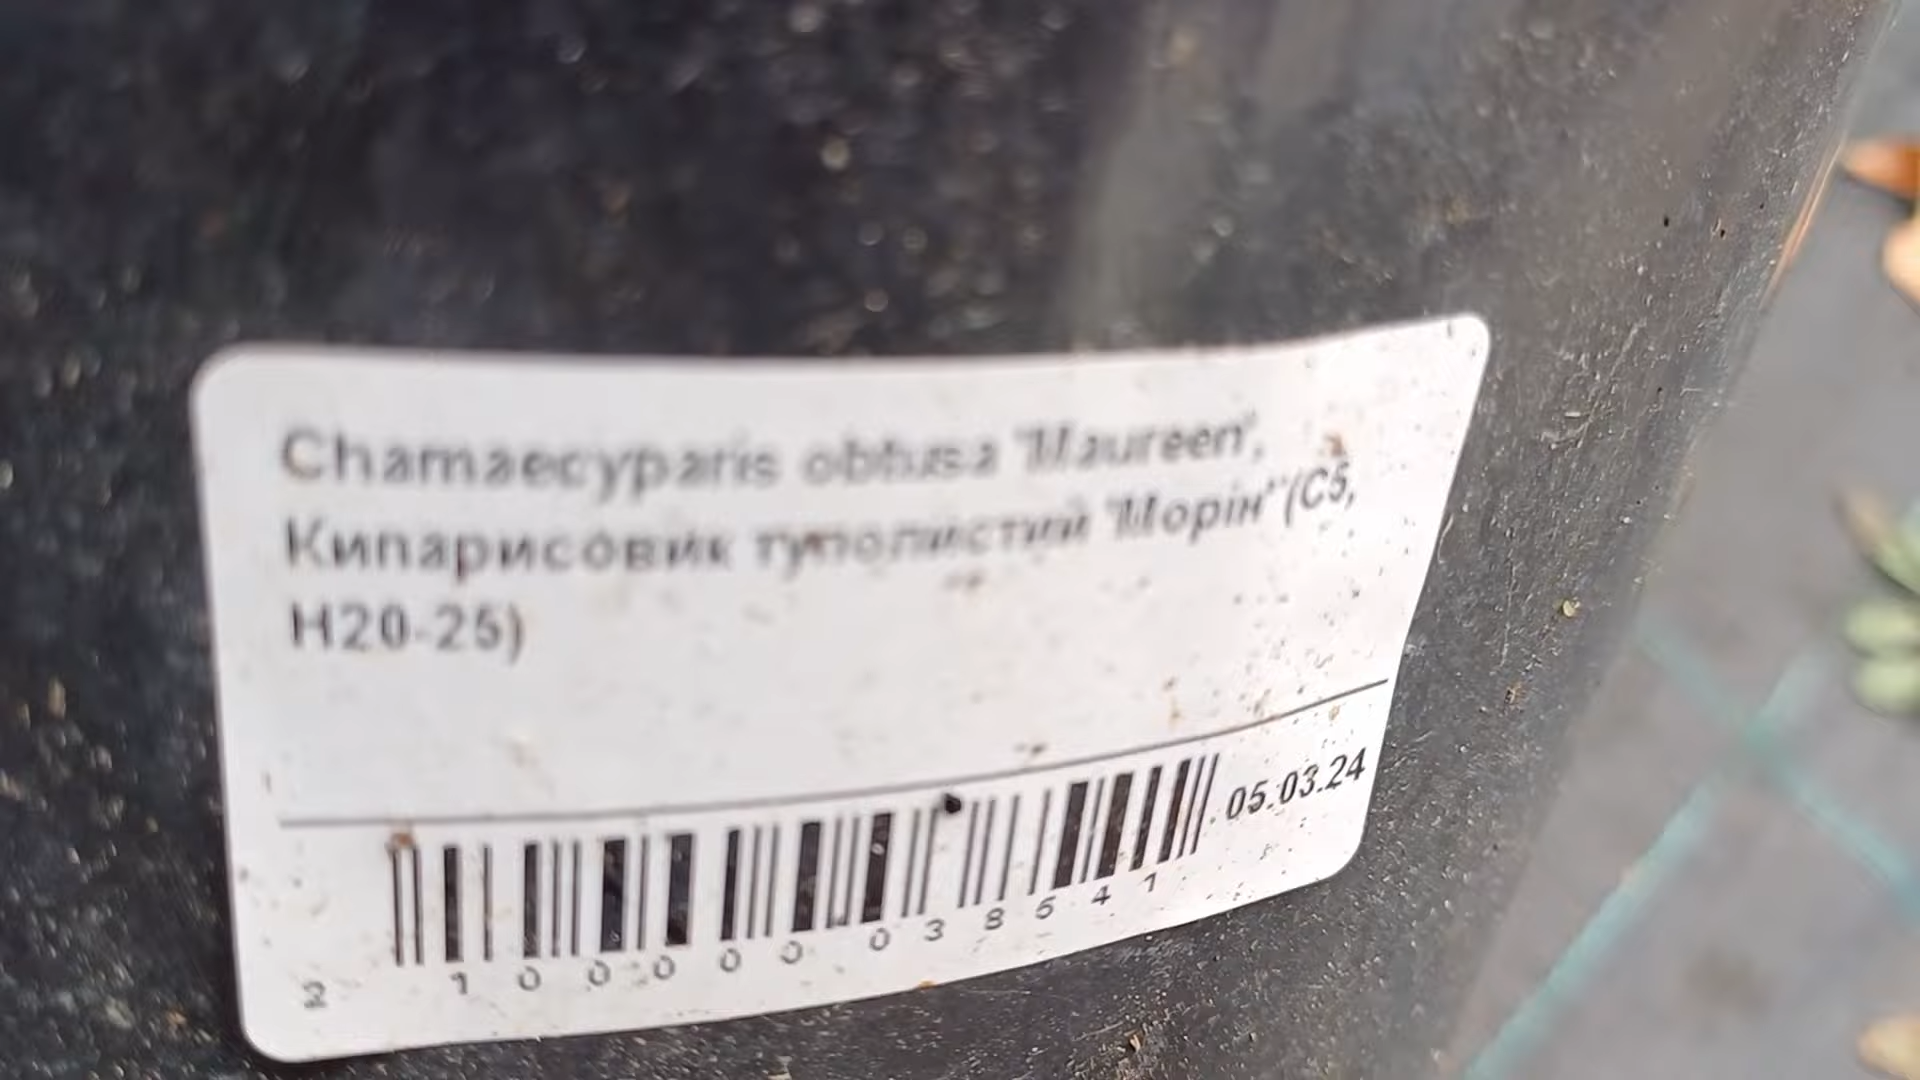 Chamaecyparis obtusa 'Maureen',
Кипарисовик туполистий 'Морін' (C5,
H20-25)
05.03.24
2 100000 038541